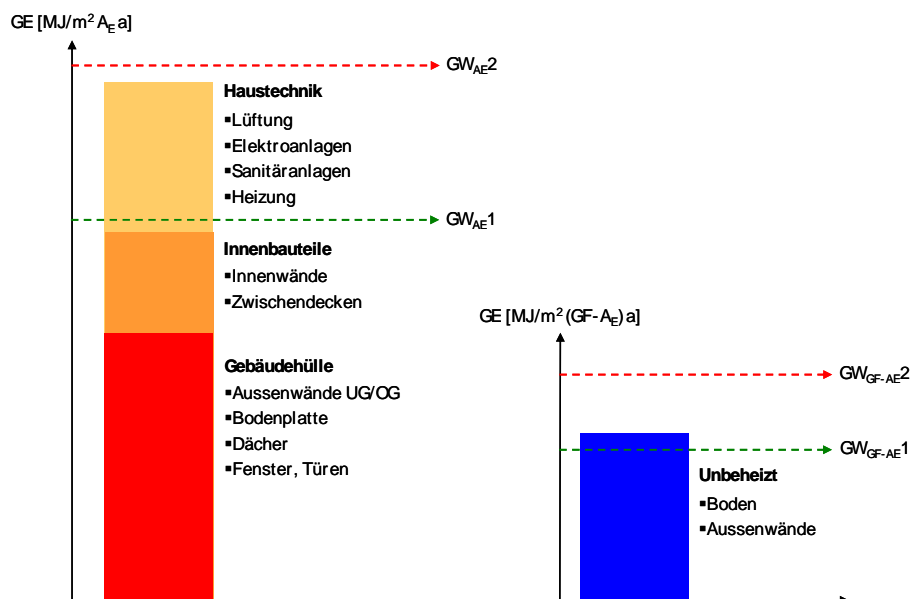 GE [MJ/m² A_E a]
GW_AE2
Haustechnik
▪Lüftung
▪Elektroanlagen
▪Sanitäranlagen
▪Heizung
GW_AE1
Innenbauteile
▪Innenwände
▪Zwischendecken
Gebäudehülle
▪Aussenwände UG/OG
▪Bodenplatte
▪Dächer
▪Fenster, Türen
GE [MJ/m² (GF-A_E) a]
GW_GF-AE2
GW_GF-AE1
Unbeheizt
▪Boden
▪Aussenwände